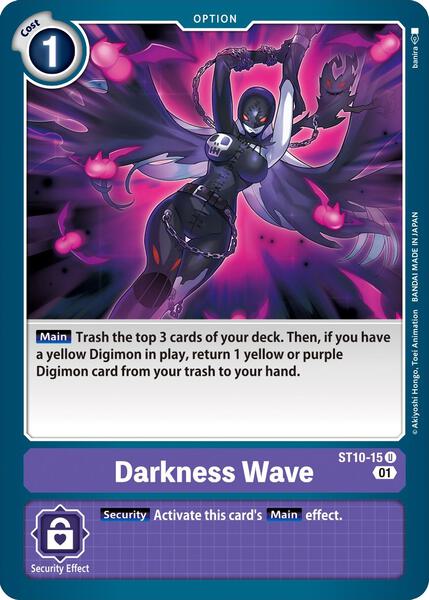 OPTION
Cost
1
banira
© Akiyoshi Hongo, Toei Animation BANDAI MADE IN JAPAN
Main Trash the top 3 cards of your deck. Then, if you have
a yellow Digimon in play, return 1 yellow or purple
Digimon card from your trash to your hand.
ST10-15 U
Darkness Wave
01
Security Activate this card's Main effect.
Security Effect